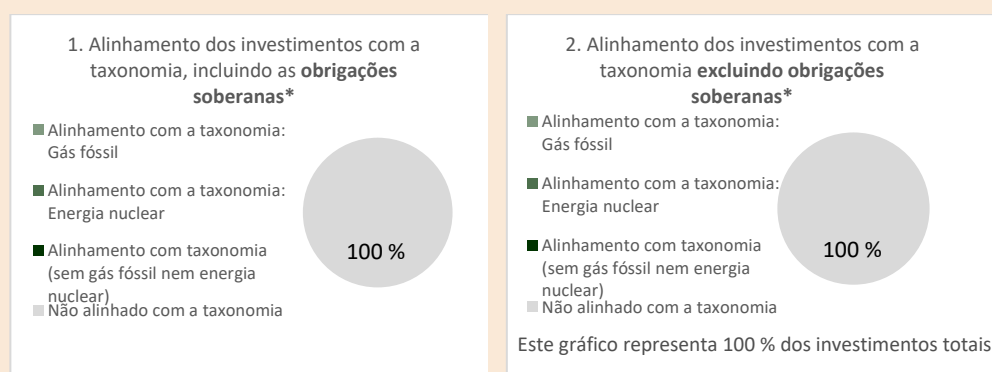 1. Alinhamento dos investimentos com a
taxonomia, incluindo as obrigações
soberanas*
Alinhamento com a taxonomia:
Gás fóssil
Alinhamento com a taxonomia:
Energia nuclear
Alinhamento com taxonomia
(sem gás fóssil nem energia
nuclear)
Não alinhado com a taxonomia
100 %
2. Alinhamento dos investimentos com a
taxonomia excluindo obrigações
soberanas*
Alinhamento com a taxonomia:
Gás fóssil
Alinhamento com a taxonomia:
Energia nuclear
Alinhamento com taxonomia
(sem gás fóssil nem energia
nuclear)
Não alinhado com a taxonomia
100 %
Este gráfico representa 100 % dos investimentos totais